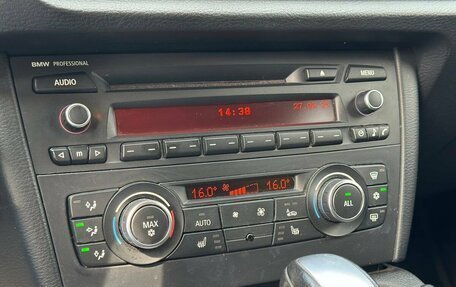 BMW PROFESSIONAL
AUDIO
MENU
14:38
m
16.0°
16.0°
MAX
AUTO
ALL